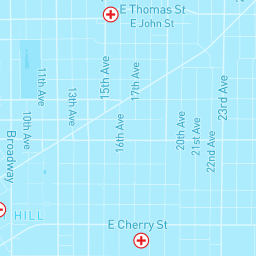 E Thomas St
E John St
15th Ave
17th Ave
11th Ave
13th Ave
10th Ave
23rd Ave
16th Ave
20th Ave
21st Ave
22nd Ave
Broadway
HILL
E Cherry St